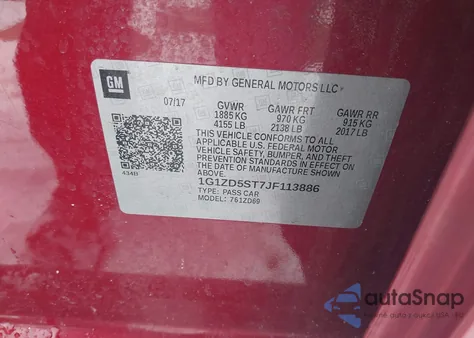 GM
MFD BY GENERAL MOTORS LLC
07/17 GVWR GAWR FRT GAWR RR
1885 KG 970 KG 915 KG
4155 LB 2138 LB 2017 LB
THIS VEHICLE CONFORMS TO ALL
APPLICABLE U.S. FEDERAL MOTOR
VEHICLE SAFETY, BUMPER, AND THEFT
PREVENTION STANDARDS IN EFFECT ON
THE DATE OF MANUFACTURE SHOWN
ABOVE.
1G1ZD5ST7JF113886
TYPE: PASS CAR
MODEL: 761ZD69
autoSnap